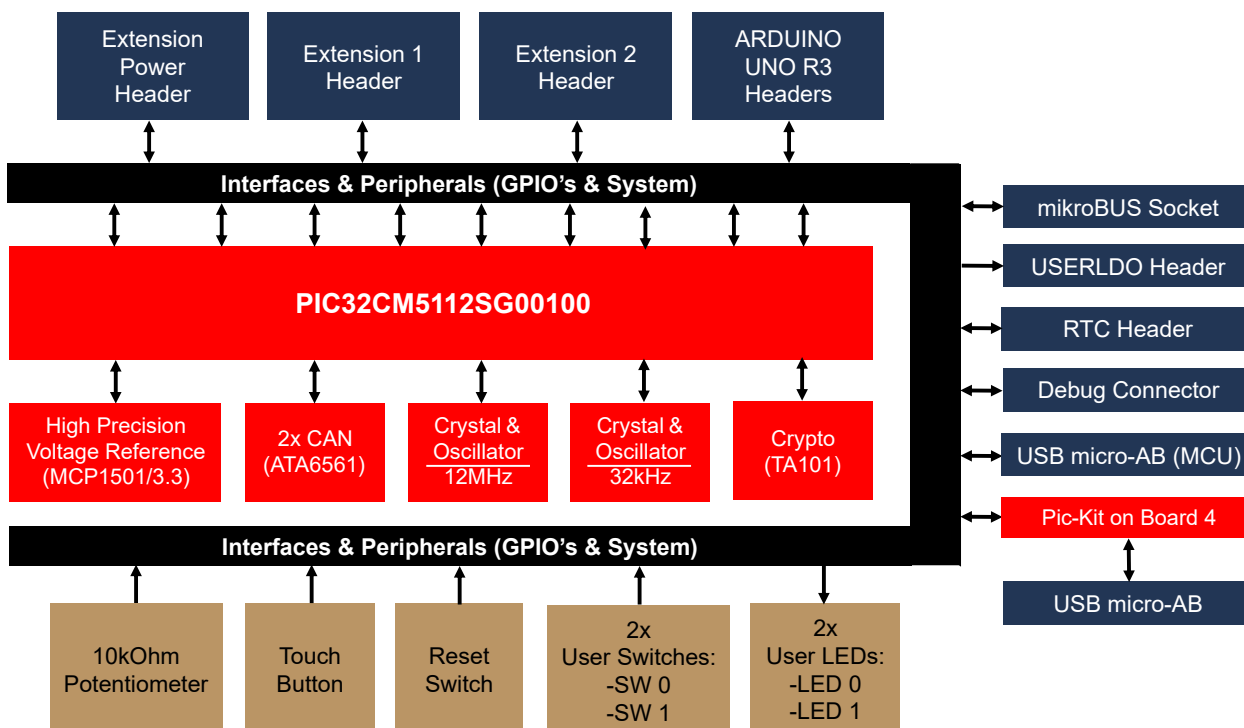 Extension
Power
Header
Extension 1
Header
Extension 2
Header
ARDUINO
UNO R3
Headers
Interfaces & Peripherals (GPIO's & System)
mikroBUS Socket
USERLDO Header
RTC Header
Debug Connector
USB micro-AB (MCU)
Pic-Kit on Board 4
USB micro-AB
PIC32CM5112SG00100
High Precision
Voltage Reference
(MCP1501/3.3)
2x CAN
(ATA6561)
Crystal &
Oscillator
12MHz
Crystal &
Oscillator
32kHz
Crypto
(TA101)
Interfaces & Peripherals (GPIO's & System)
10kOhm
Potentiometer
Touch
Button
Reset
Switch
2x
User Switches:
-SW 0
-SW 1
2x
User LEDs:
-LED 0
-LED 1